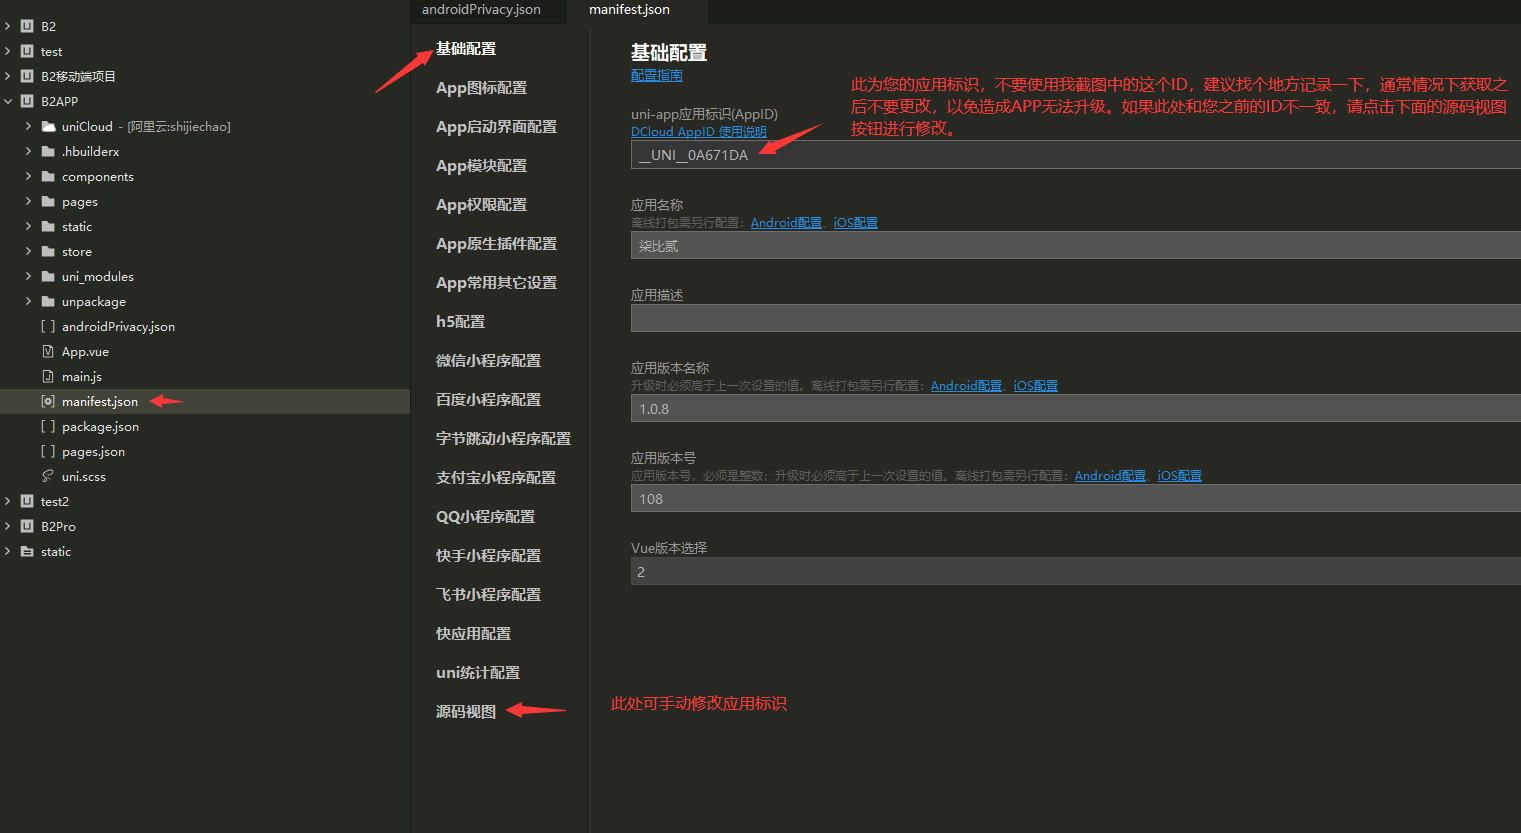 B2
test
B2移动端项目
B2APP
uniCloud - [阿里云:shijiechao]
.hbuilderx
components
pages
static
store
uni_modules
unpackage
androidPrivacy.json
App.vue
main.js
manifest.json
package.json
pages.json
uni.scss
test2
B2Pro
static
androidPrivacy.json
manifest.json
基础配置
App图标配置
App启动界面配置
App模块配置
App权限配置
App原生插件配置
App常用其它设置
h5配置
微信小程序配置
百度小程序配置
字节跳动小程序配置
支付宝小程序配置
QQ小程序配置
快手小程序配置
飞书小程序配置
快应用配置
uni统计配置
源码视图
基础配置
配置指南
此为您的应用标识，不要使用我截图中的这个ID，建议找个地方记录一下，通常情况下获取之
后不要更改，以免造成APP无法升级。如果此处和您之前的ID不一致，请点击下面的源码视图
按钮进行修改。
uni-app应用标识(AppID)
DCloud AppID 使用说明
__UNI__0A671DA
应用名称
离线打包需另行配置：Android配置、iOS配置
柒比贰
应用描述
应用版本名称
升级时必须高于上一次设置的值。离线打包需另行配置：Android配置、iOS配置
1.0.8
应用版本号
应用版本号，必须是整数；升级时必须高于上一次设置的值。离线打包需另行配置：Android配置、iOS配置
108
Vue版本选择
2
此处可手动修改应用标识